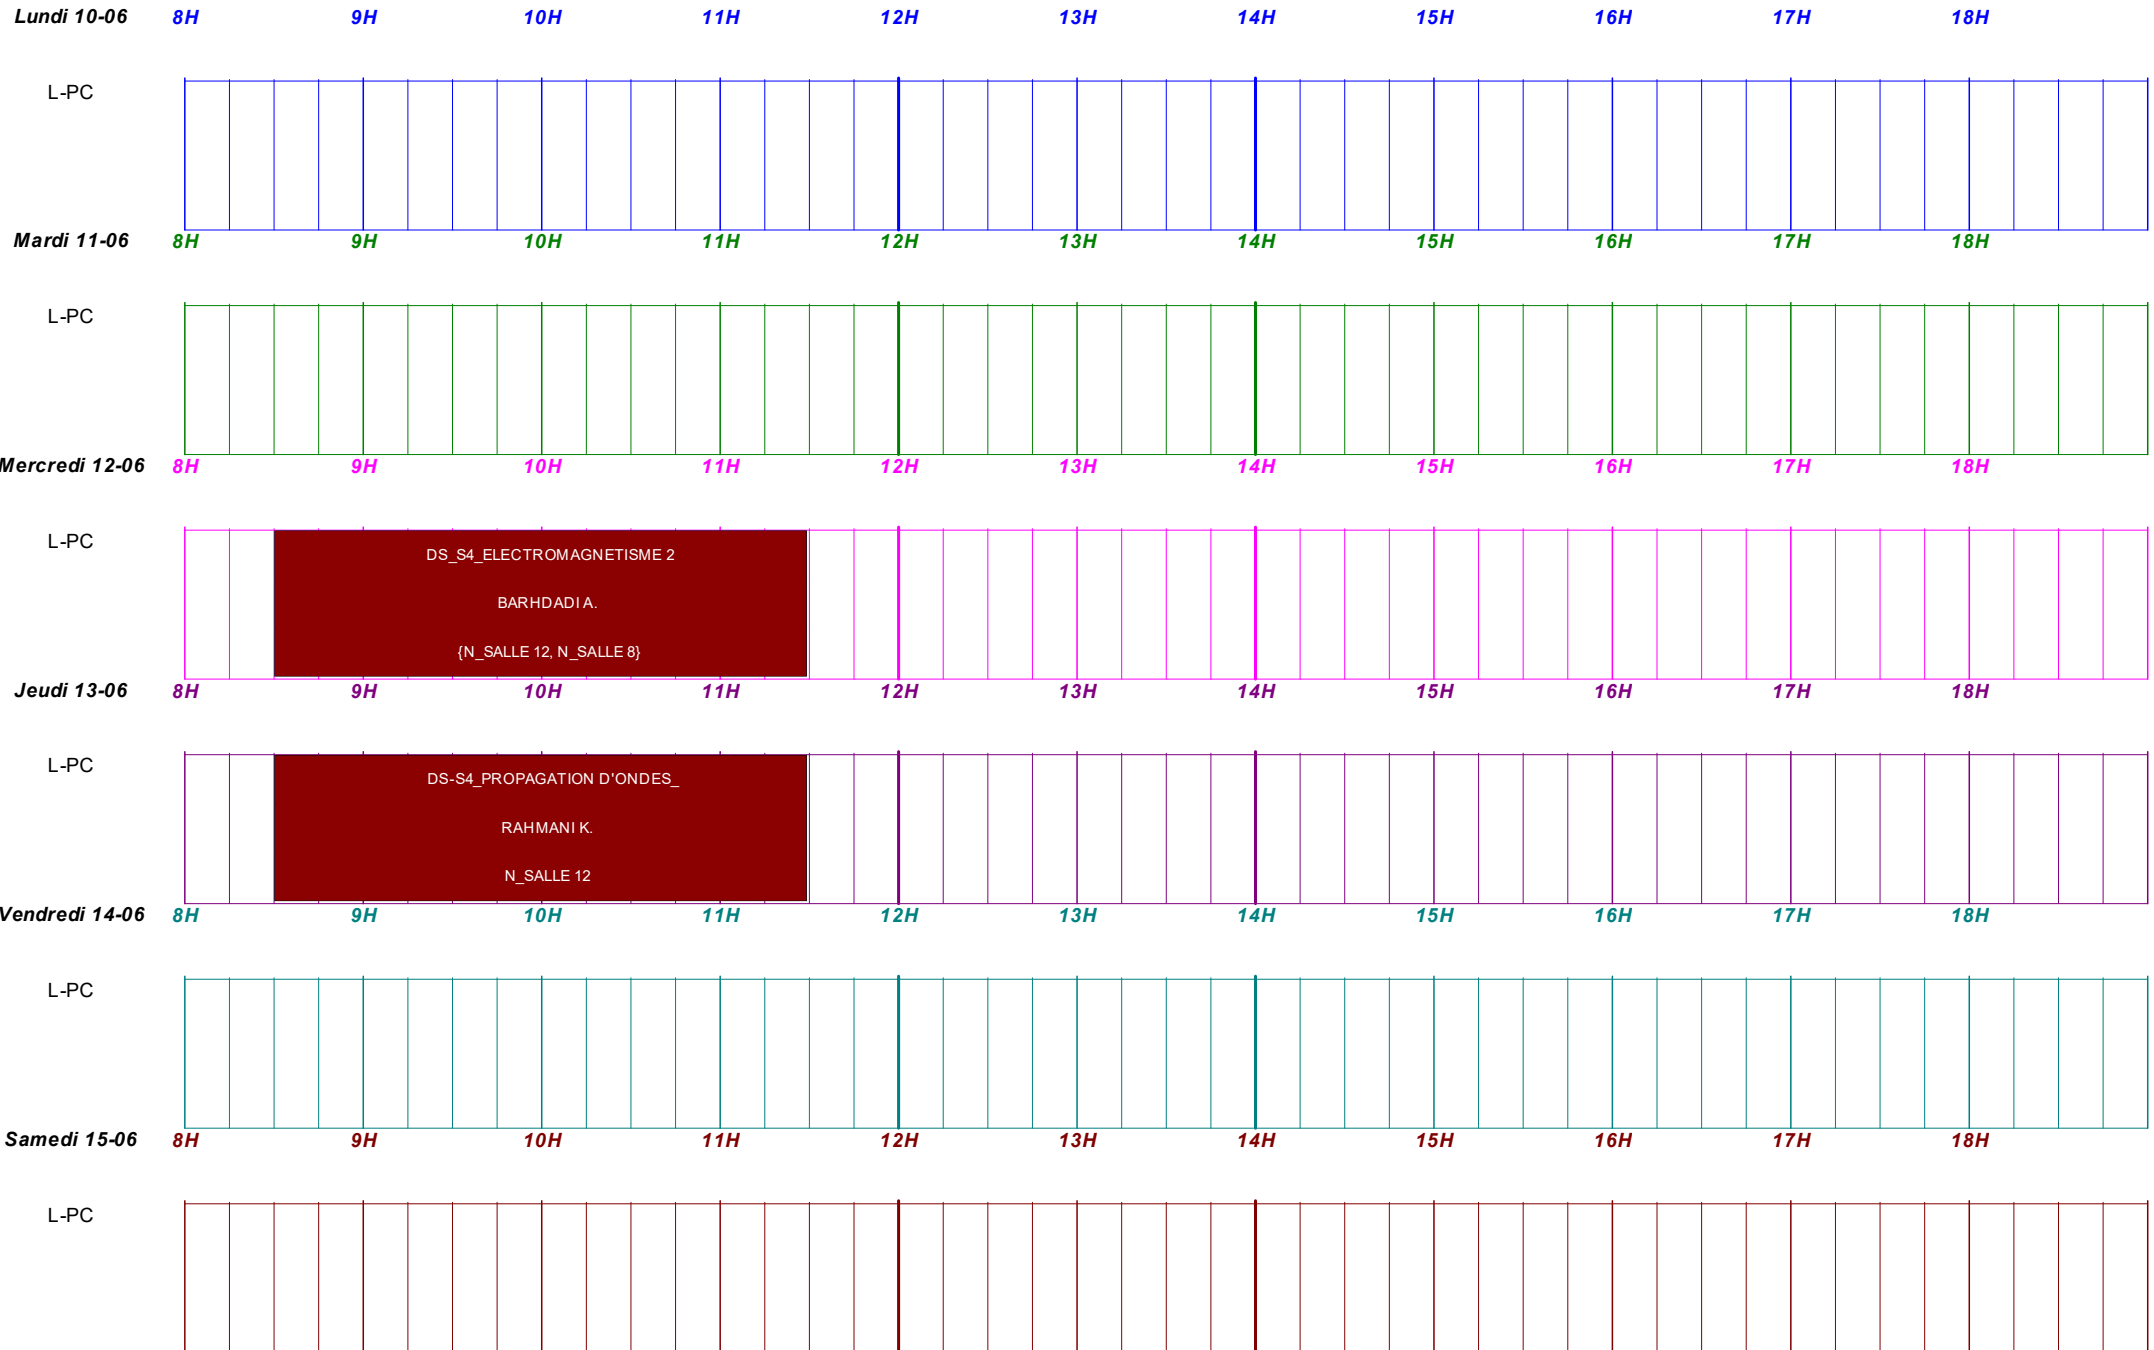 Lundi 10-06 8H 9H 10H 11H 12H 13H 14H 15H 16H 17H 18H
L-PC
Mardi 11-06 8H 9H 10H 11H 12H 13H 14H 15H 16H 17H 18H
L-PC
Mercredi 12-06 8H 9H 10H 11H 12H 13H 14H 15H 16H 17H 18H
L-PC
DS_S4_ELECTROMAGNETISME 2
BARHDADI A.
{N_SALLE 12, N_SALLE 8}
Jeudi 13-06 8H 9H 10H 11H 12H 13H 14H 15H 16H 17H 18H
L-PC
DS-S4_PROPAGATION D'ONDES_
RAHMANI K.
N_SALLE 12
Vendredi 14-06 8H 9H 10H 11H 12H 13H 14H 15H 16H 17H 18H
L-PC
Samedi 15-06 8H 9H 10H 11H 12H 13H 14H 15H 16H 17H 18H
L-PC